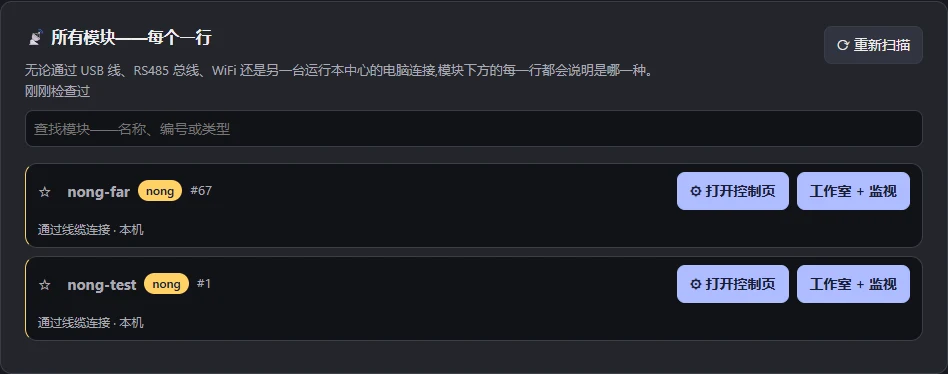 所有模块——每个一行
重新扫描
无论通过 USB 线、RS485 总线、WiFi 还是另一台运行本中心的电脑连接,模块下方的每一行都会说明是哪一种。
刚刚检查过
查找模块——名称、编号或类型
nong-far nong #67 打开控制页 工作室 + 监视
通过线缆连接 · 本机
nong-test nong #1 打开控制页 工作室 + 监视
通过线缆连接 · 本机